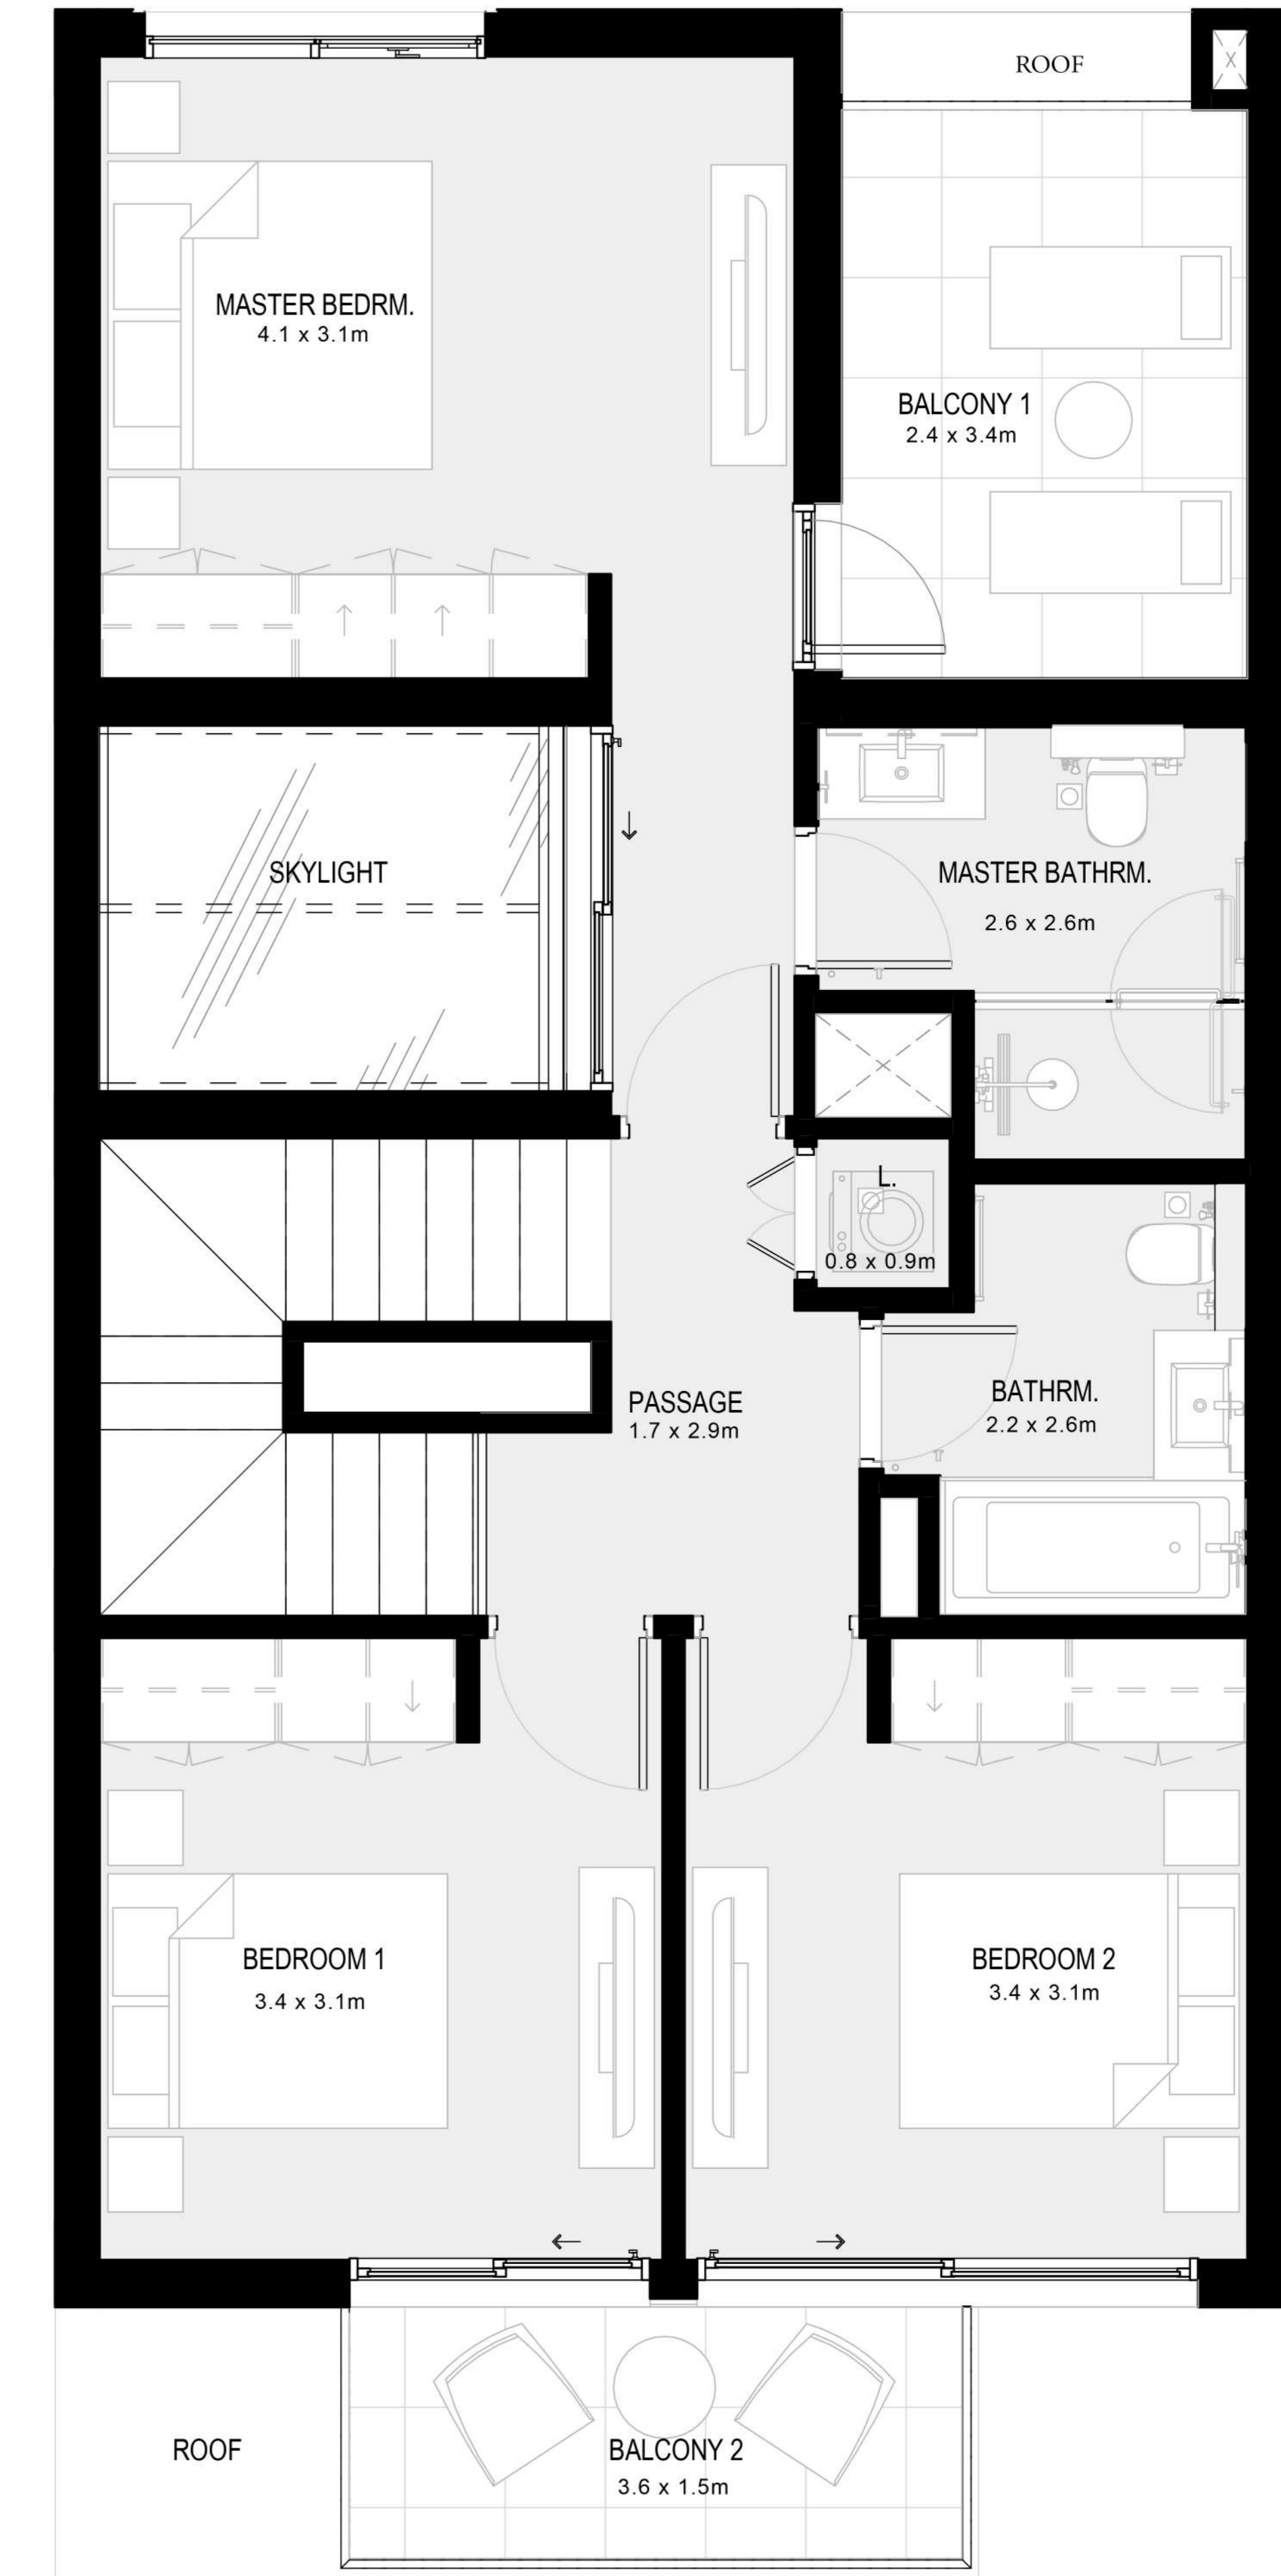 ROOF
MASTER BEDRM.
4.1 x 3.1m
BALCONY 1
2.4 x 3.4m
SKYLIGHT
MASTER BATHRM.
2.6 x 2.6m
L.
0.8 x 0.9m
PASSAGE
1.7 x 2.9m
BATHRM.
2.2 x 2.6m
BEDROOM 1
3.4 x 3.1m
BEDROOM 2
3.4 x 3.1m
ROOF
BALCONY 2
3.6 x 1.5m